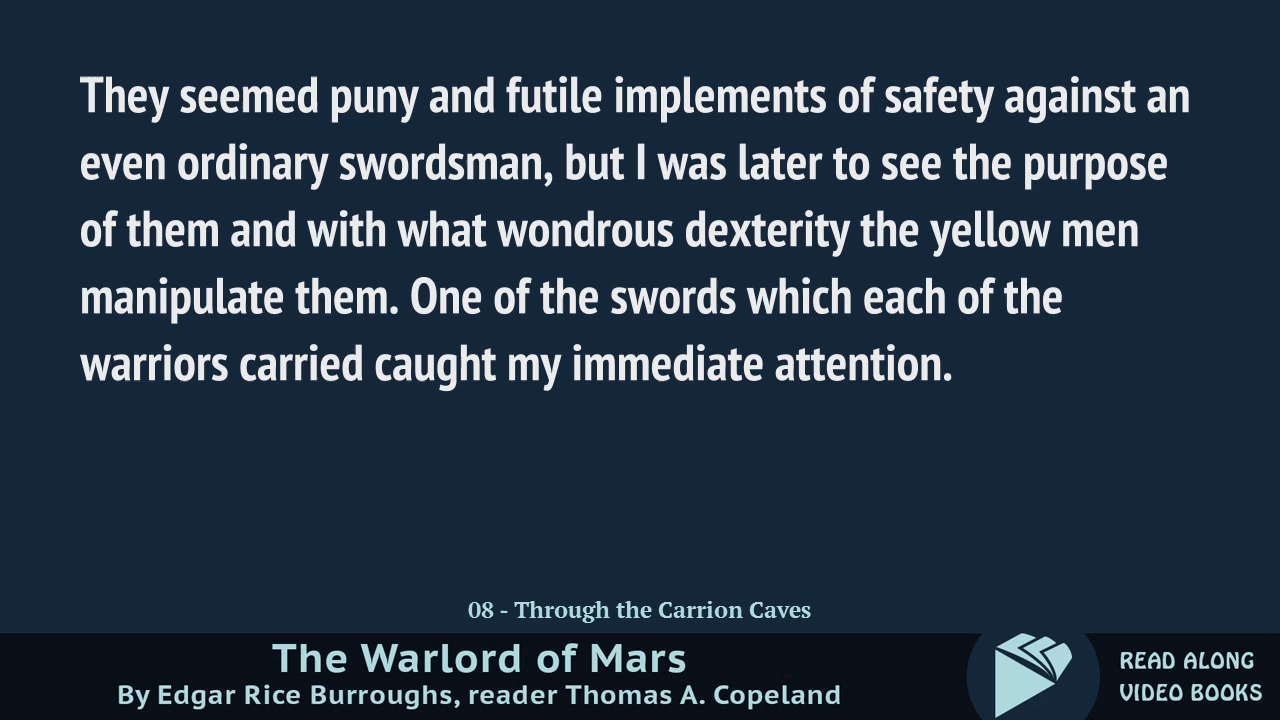 They seemed puny and futile implements of safety against an
even ordinary swordsman, but I was later to see the purpose
of them and with what wondrous dexterity the yellow men
manipulate them. One of the swords which each of the
warriors carried caught my immediate attention.
08 - Through the Carrion Caves
The Warlord of Mars
By Edgar Rice Burroughs, reader Thomas A. Copeland
READ ALONG
VIDEO BOOKS